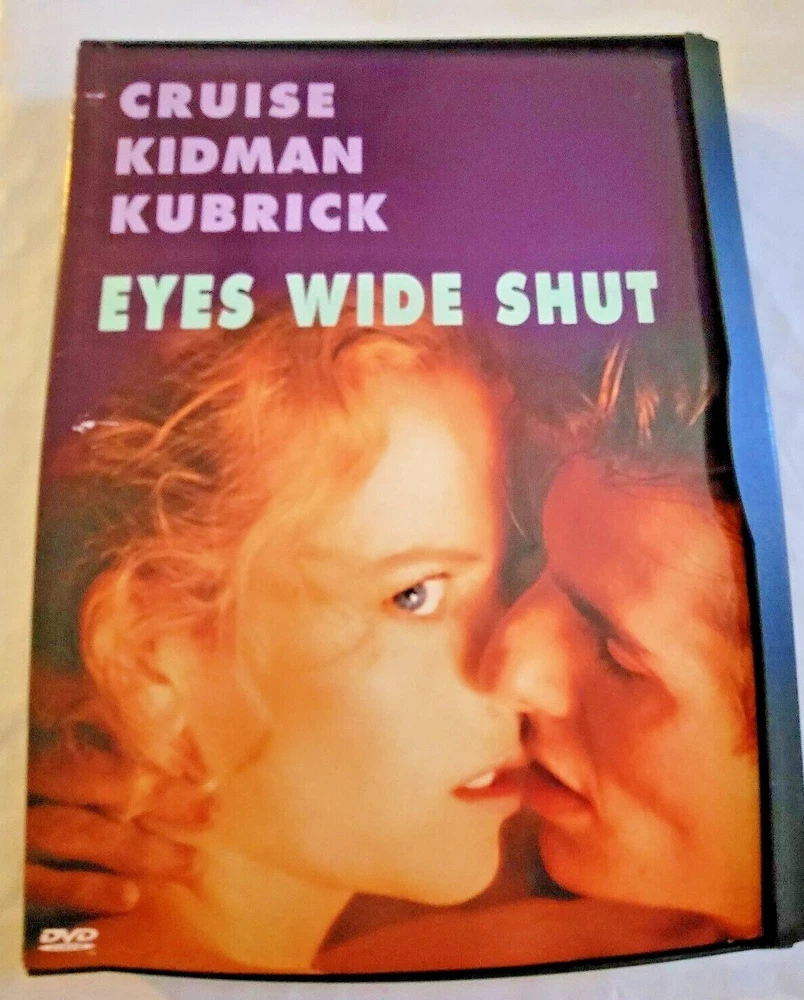 CRUISE
KIDMAN
KUBRICK
EYES WIDE SHUT
DVD